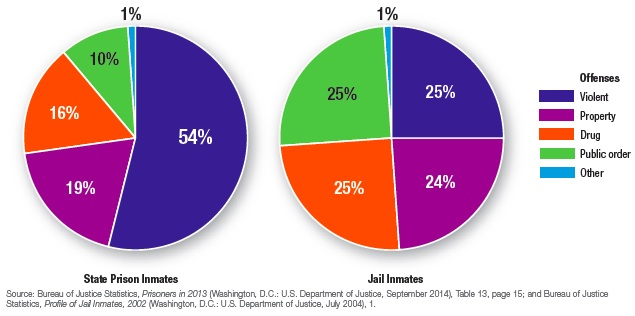 1%
10%
16%
54%
19%
State Prison Inmates
1%
25%
25%
25%
24%
Jail Inmates
Offenses
Violent
Property
Drug
Public order
Other
Source: Bureau of Justice Statistics, Prisoners in 2013 (Washington, D.C.: U.S. Department of Justice, September 2014), Table 13, page 15; and Bureau of Justice
Statistics, Profile of Jail Inmates, 2002 (Washington, D.C.: U.S. Department of Justice, July 2004), 1.